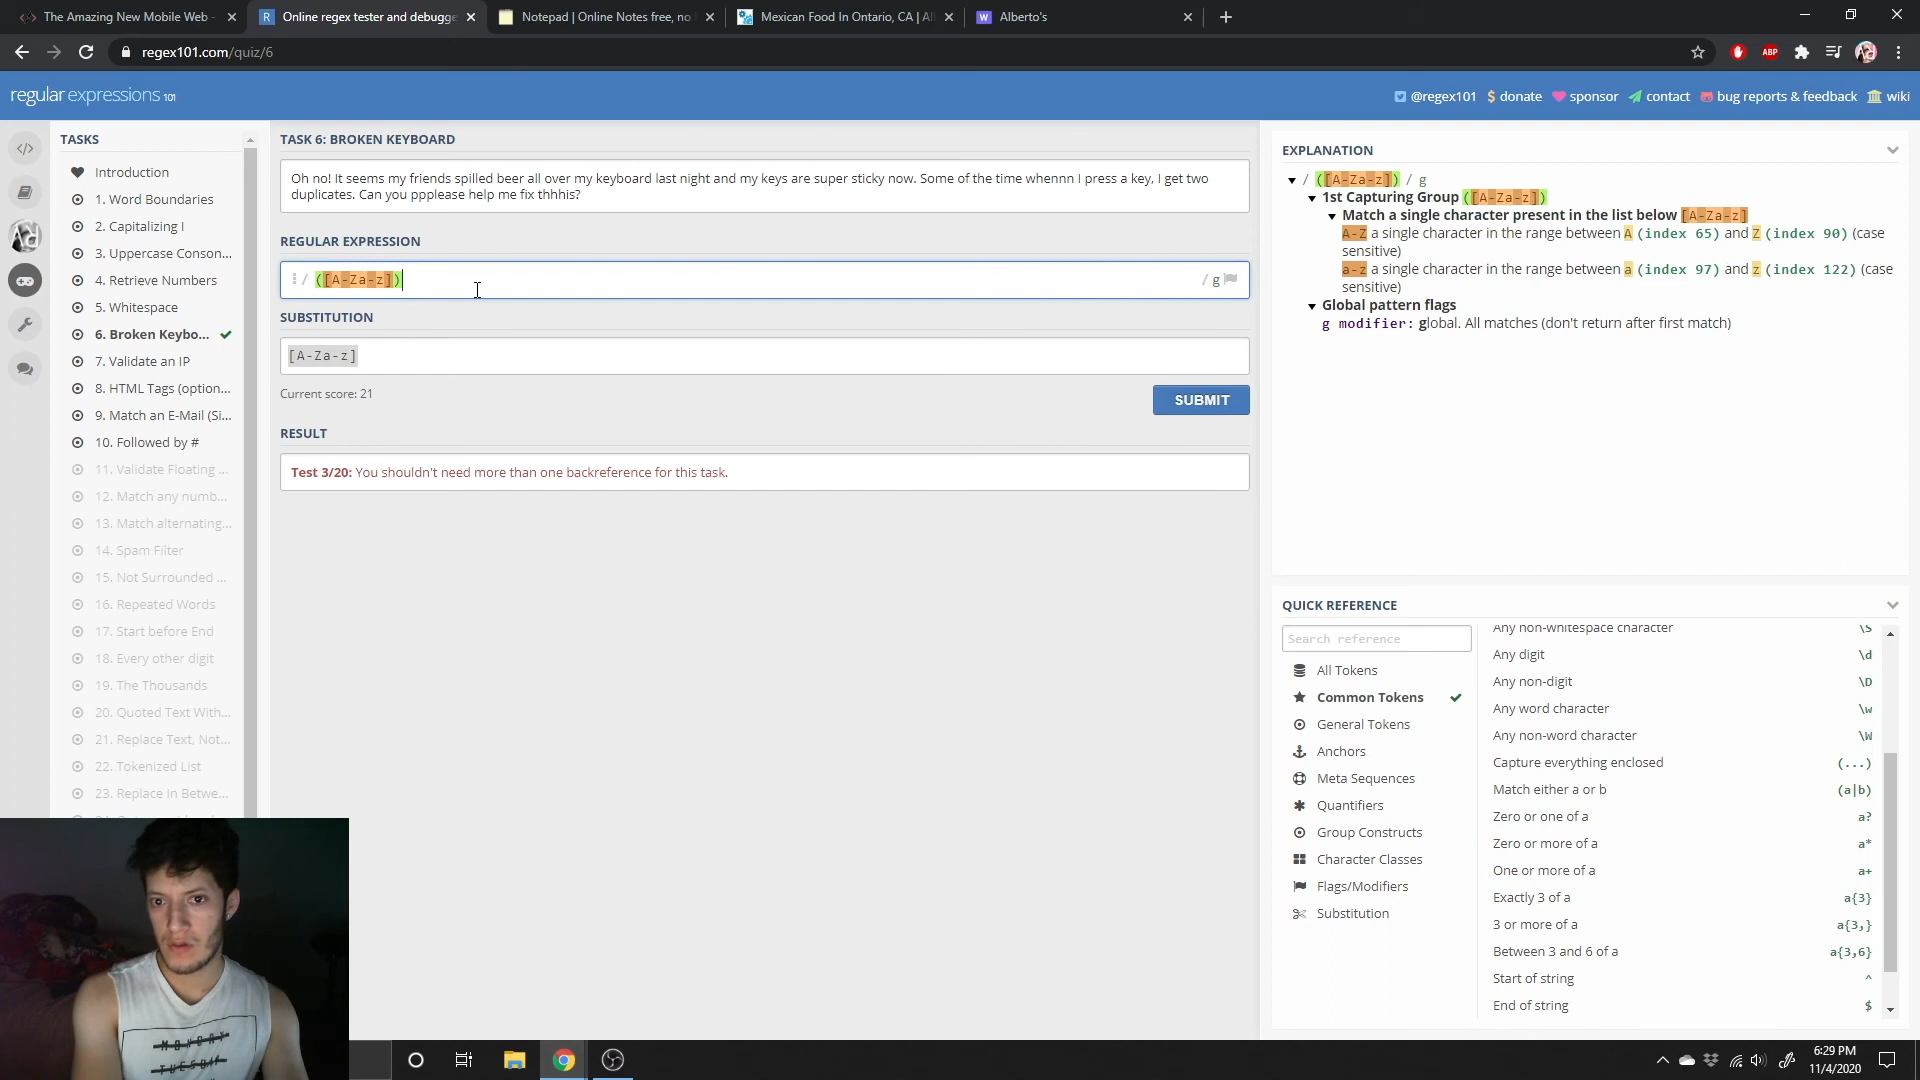 The Amazing New Mobile Web -
Online regex tester and debugge
Notepad | Online Notes free, no
Mexican Food In Ontario, CA | Al
Alberto's
regex101.com/quiz/6
ABP
regular expressions 101
@regex101
donate
sponsor
contact
bug reports & feedback
wiki
TASKS
Introduction
1. Word Boundaries
2. Capitalizing I
3. Uppercase Conson...
4. Retrieve Numbers
5. Whitespace
6. Broken Keybo...
7. Validate an IP
8. HTML Tags (option...
9. Match an E-Mail (Si...
10. Followed by #
11. Validate Floating ...
12. Match any numb...
13. Match alternating...
14. Spam Filter
15. Not Surrounded ...
16. Repeated Words
17. Start before End
18. Every other digit
19. The Thousands
20. Quoted Text With...
21. Replace Text, Not...
22. Tokenized List
23. Replace In Betwe...
TASK 6: BROKEN KEYBOARD
Oh no! It seems my friends spilled beer all over my keyboard last night and my keys are super sticky now. Some of the time whennn I press a key, I get two
duplicates. Can you ppplease help me fix thhhis?
REGULAR EXPRESSION
/ ([A-Za-z])
/ g
SUBSTITUTION
[A-Za-z]
Current score: 21
SUBMIT
RESULT
Test 3/20: You shouldn't need more than one backreference for this task.
EXPLANATION
/ ([A-Za-z]) / g
1st Capturing Group ([A-Za-z])
Match a single character present in the list below [A-Za-z]
A-Z a single character in the range between A (index 65) and Z (index 90) (case
sensitive)
a-z a single character in the range between a (index 97) and z (index 122) (case
sensitive)
Global pattern flags
g modifier: global. All matches (don't return after first match)
QUICK REFERENCE
Search reference
All Tokens
Common Tokens
General Tokens
Anchors
Meta Sequences
Quantifiers
Group Constructs
Character Classes
Flags/Modifiers
Substitution
Any non-whitespace character \S
Any digit \d
Any non-digit \D
Any word character \w
Any non-word character \W
Capture everything enclosed (...)
Match either a or b (a|b)
Zero or one of a a?
Zero or more of a a*
One or more of a a+
Exactly 3 of a a{3}
3 or more of a a{3,}
Between 3 and 6 of a a{3,6}
Start of string ^
End of string $
MONDAY
TUESDAY
6:29 PM
11/4/2020